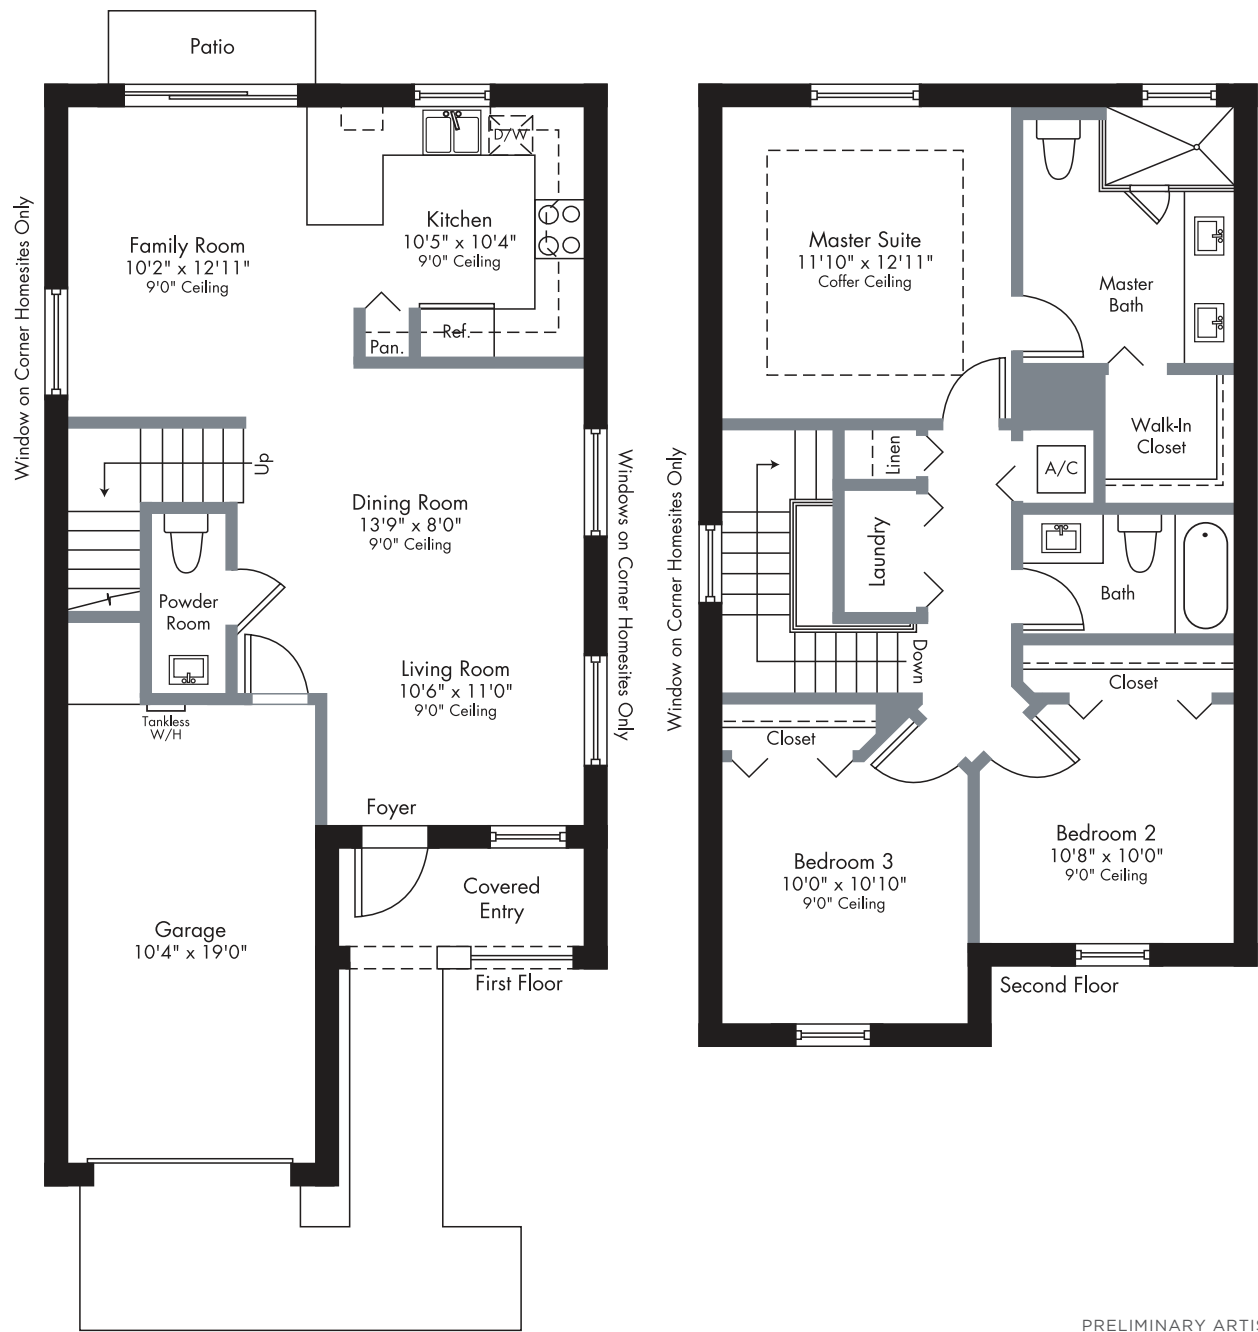 Patio
D/W
Kitchen
10'5" x 10'4"
9'0" Ceiling
Family Room
10'2" x 12'11"
9'0" Ceiling
Window on Corner Homesites Only
Pan.
Ref.
Up
Dining Room
13'9" x 8'0"
9'0" Ceiling
Windows on Corner Homesites Only
Powder
Room
Living Room
10'6" x 11'0"
9'0" Ceiling
Tankless
W/H
Foyer
Covered
Entry
Garage
10'4" x 19'0"
First Floor
Master Suite
11'10" x 12'11"
Coffer Ceiling
Master
Bath
Walk-In
Closet
Linen
A/C
Window on Corner Homesites Only
Laundry
Bath
Down
Closet
Closet
Bedroom 2
10'8" x 10'0"
9'0" Ceiling
Bedroom 3
10'0" x 10'10"
9'0" Ceiling
Second Floor
PRELIMINARY ARTIS